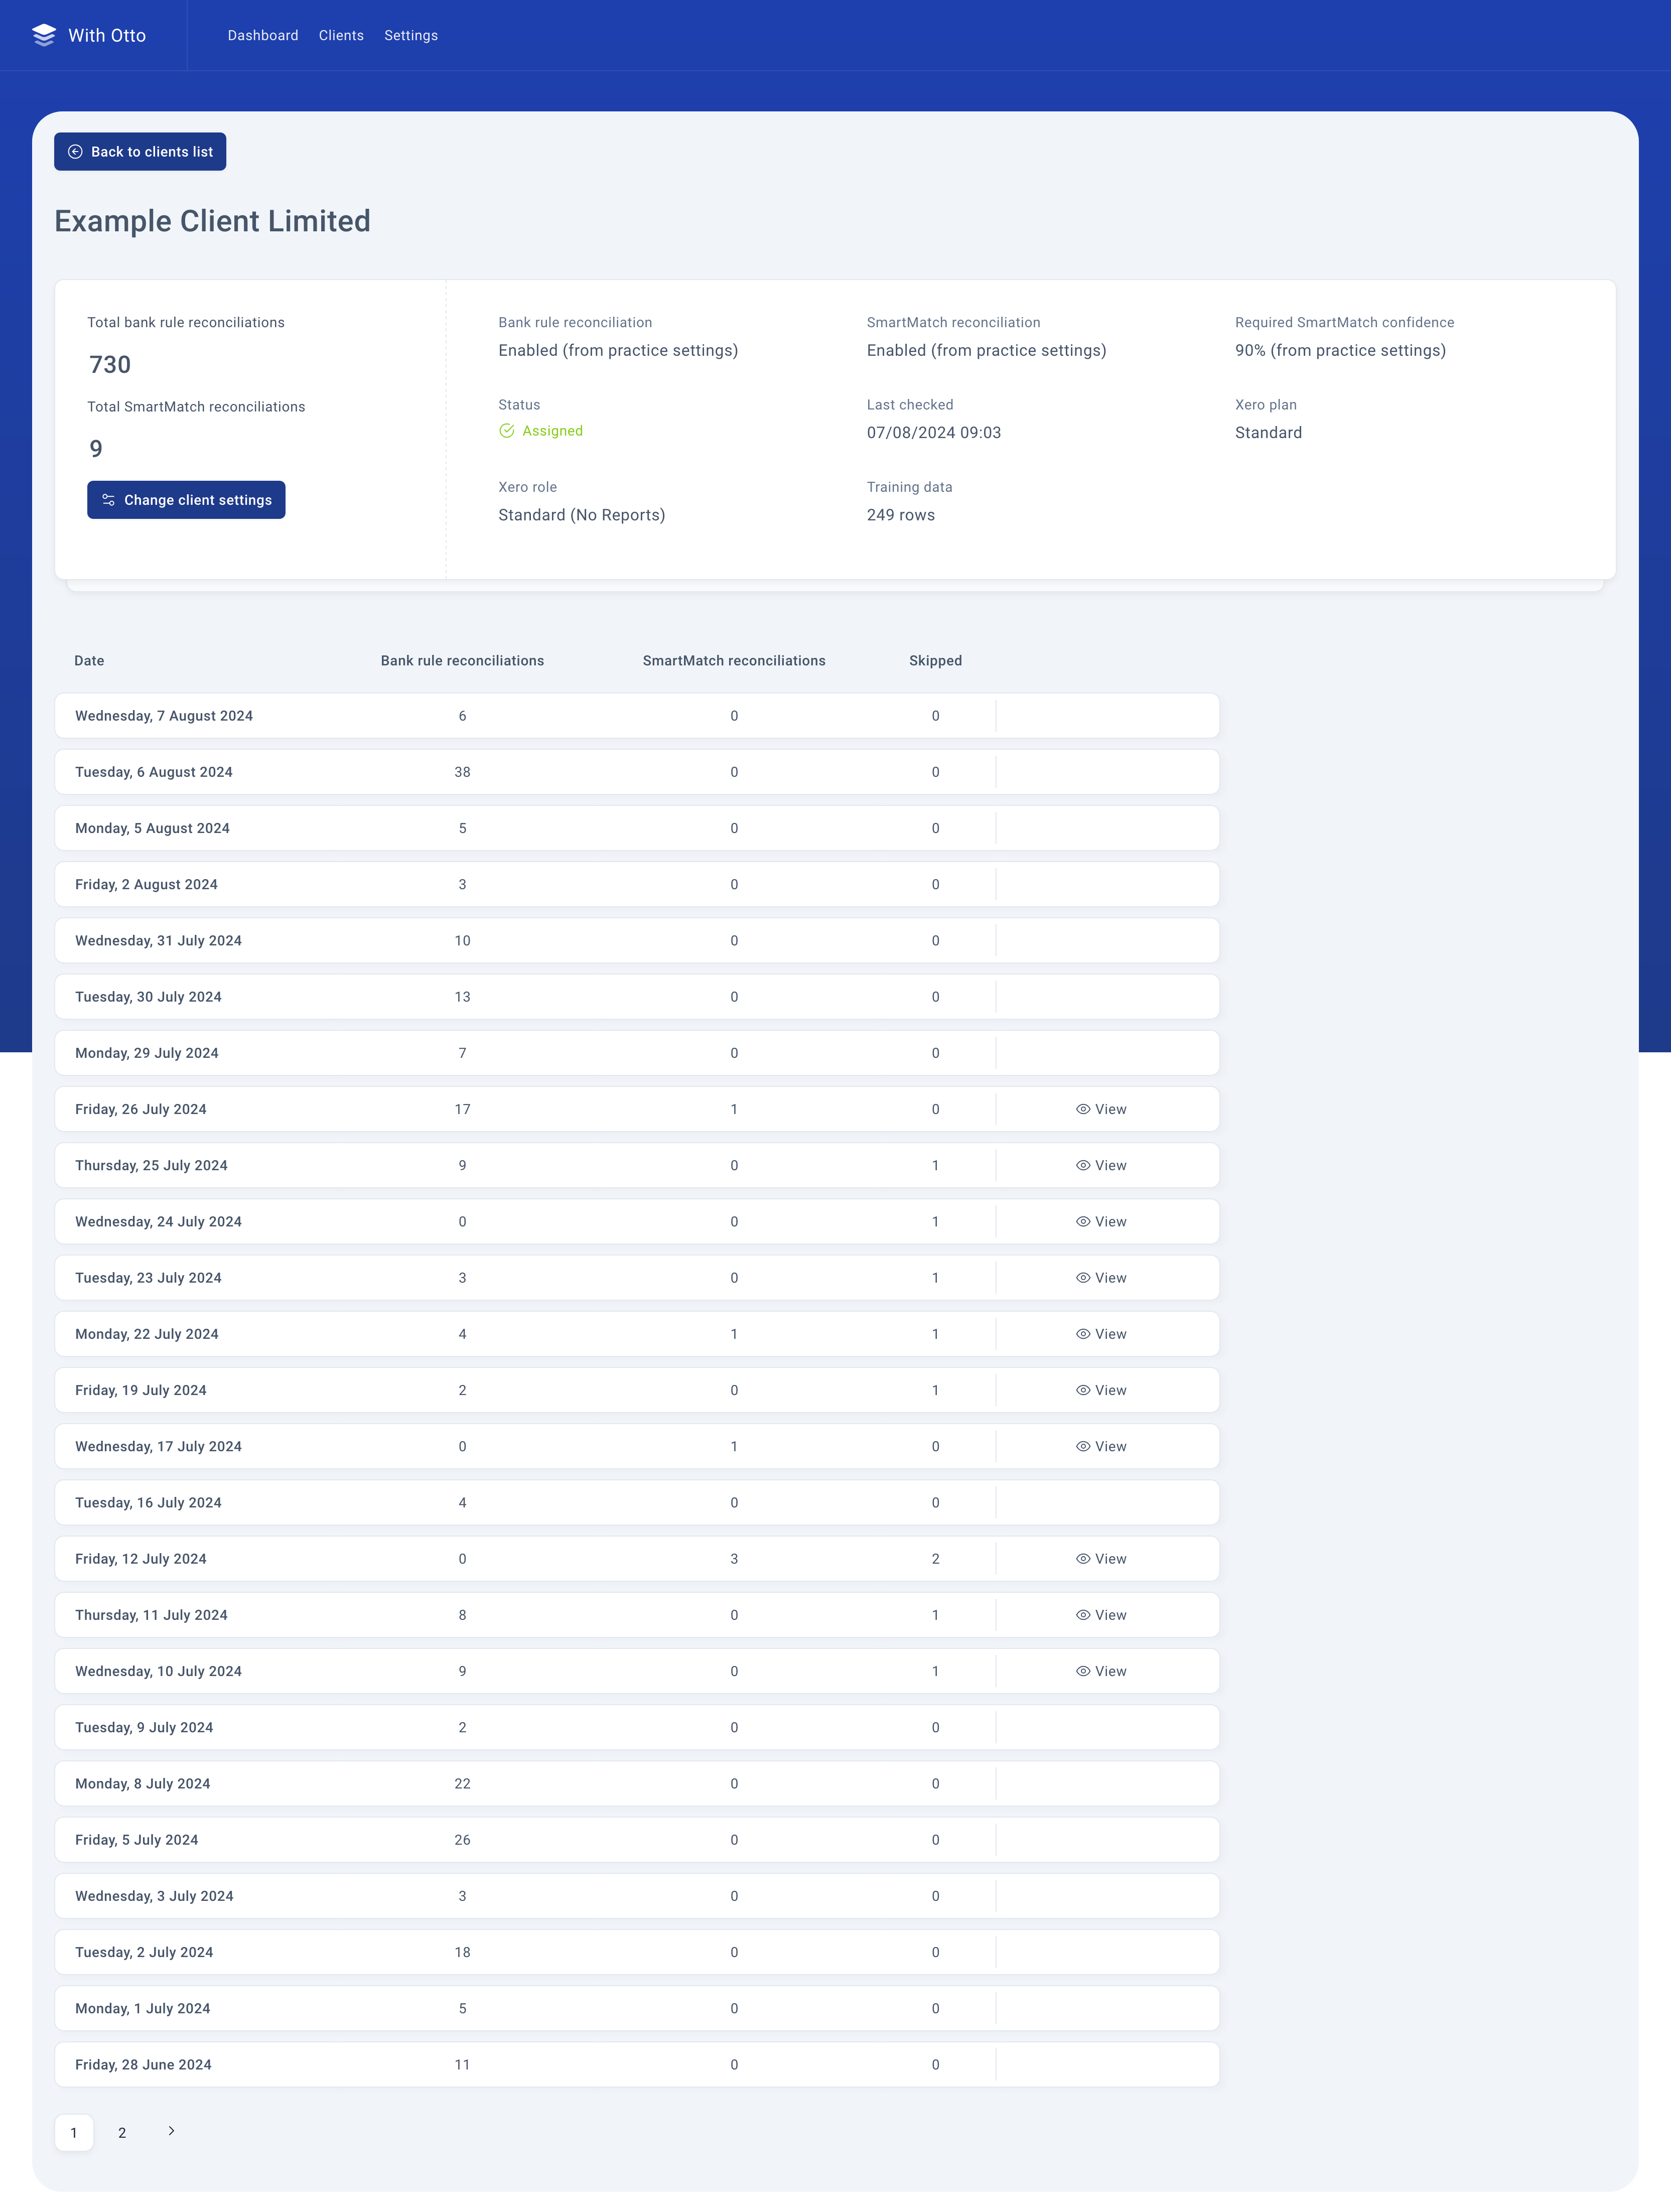 With Otto
Dashboard Clients Settings
Back to clients list
Example Client Limited
Total bank rule reconciliations
730
Total SmartMatch reconciliations
9
Change client settings
Bank rule reconciliation
Enabled (from practice settings)
SmartMatch reconciliation
Enabled (from practice settings)
Required SmartMatch confidence
90% (from practice settings)
Status
Assigned
Last checked
07/08/2024 09:03
Xero plan
Standard
Xero role
Standard (No Reports)
Training data
249 rows
Date Bank rule reconciliations SmartMatch reconciliations Skipped
Wednesday, 7 August 2024 6 0 0
Tuesday, 6 August 2024 38 0 0
Monday, 5 August 2024 5 0 0
Friday, 2 August 2024 3 0 0
Wednesday, 31 July 2024 10 0 0
Tuesday, 30 July 2024 13 0 0
Monday, 29 July 2024 7 0 0
Friday, 26 July 2024 17 1 0 View
Thursday, 25 July 2024 9 0 1 View
Wednesday, 24 July 2024 0 0 1 View
Tuesday, 23 July 2024 3 0 1 View
Monday, 22 July 2024 4 1 1 View
Friday, 19 July 2024 2 0 1 View
Wednesday, 17 July 2024 0 1 0 View
Tuesday, 16 July 2024 4 0 0
Friday, 12 July 2024 0 3 2 View
Thursday, 11 July 2024 8 0 1 View
Wednesday, 10 July 2024 9 0 1 View
Tuesday, 9 July 2024 2 0 0
Monday, 8 July 2024 22 0 0
Friday, 5 July 2024 26 0 0
Wednesday, 3 July 2024 3 0 0
Tuesday, 2 July 2024 18 0 0
Monday, 1 July 2024 5 0 0
Friday, 28 June 2024 11 0 0
1 2